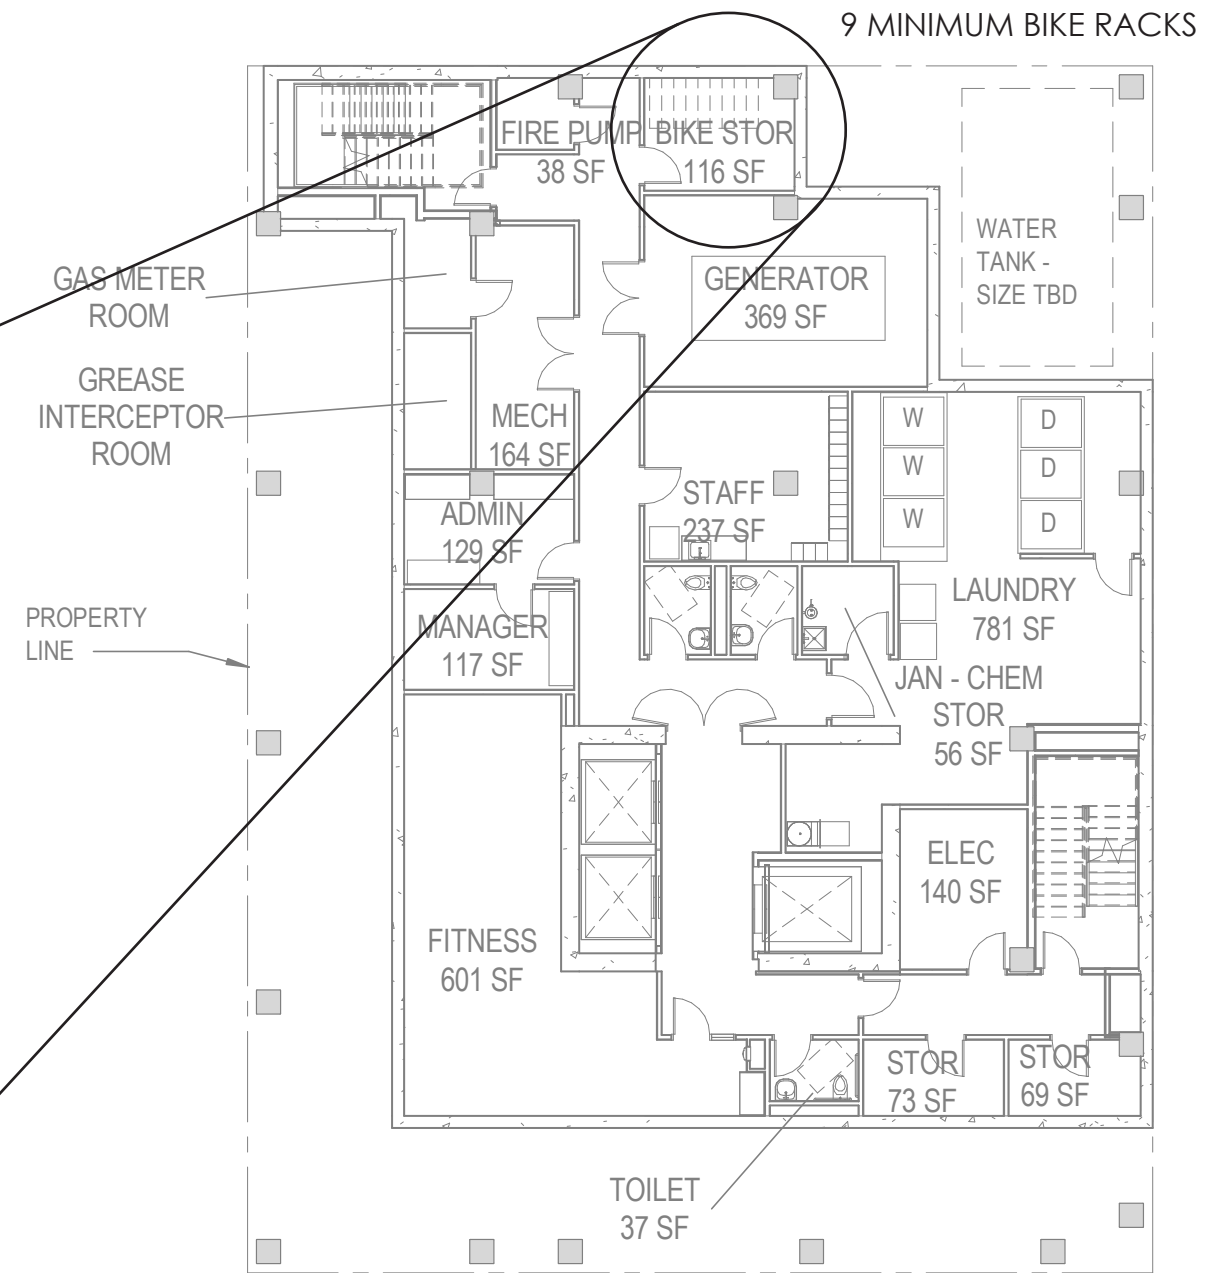 9 MINIMUM BIKE RACKS
FIRE PUMP
38 SF
BIKE STOR
116 SF
WATER
TANK -
SIZE TBD
GAS METER
ROOM
GENERATOR
369 SF
GREASE
INTERCEPTOR
ROOM
MECH
164 SF
W
D
W
D
W
D
STAFF
237 SF
ADMIN
129 SF
LAUNDRY
781 SF
PROPERTY
LINE
MANAGER
117 SF
JAN - CHEM
STOR
56 SF
ELEC
140 SF
FITNESS
601 SF
STOR
73 SF
STOR
69 SF
TOILET
37 SF